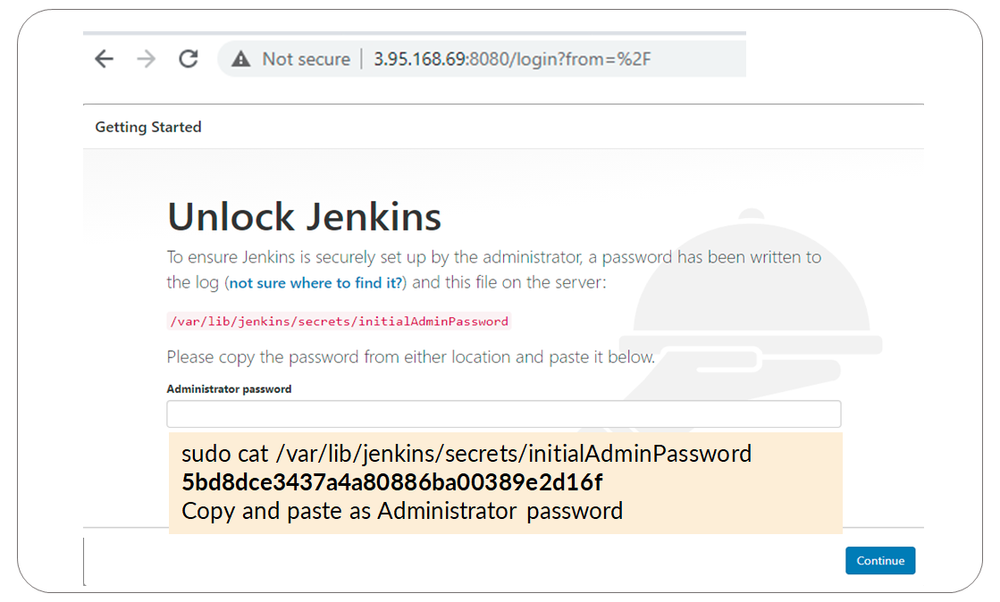 Not secure | 3.95.168.69:8080/login?from=%2F
Getting Started
Unlock Jenkins
To ensure Jenkins is securely set up by the administrator, a password has been written to
the log (not sure where to find it?) and this file on the server:
/var/lib/jenkins/secrets/initialAdminPassword
Please copy the password from either location and paste it below.
Administrator password
sudo cat /var/lib/jenkins/secrets/initialAdminPassword
5bd8dce3437a4a80886ba00389e2d16f
Copy and paste as Administrator password
Continue